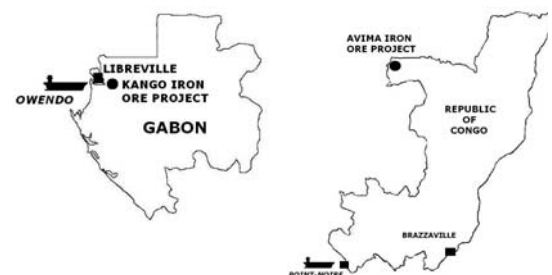 LIBREVILLE
OWENDO
KANGO IRON
ORE PROJECT
GABON
AVIMA IRON
ORE PROJECT
REPUBLIC
OF
CONGO
BRAZZAVILLE
POINT-NOIRE